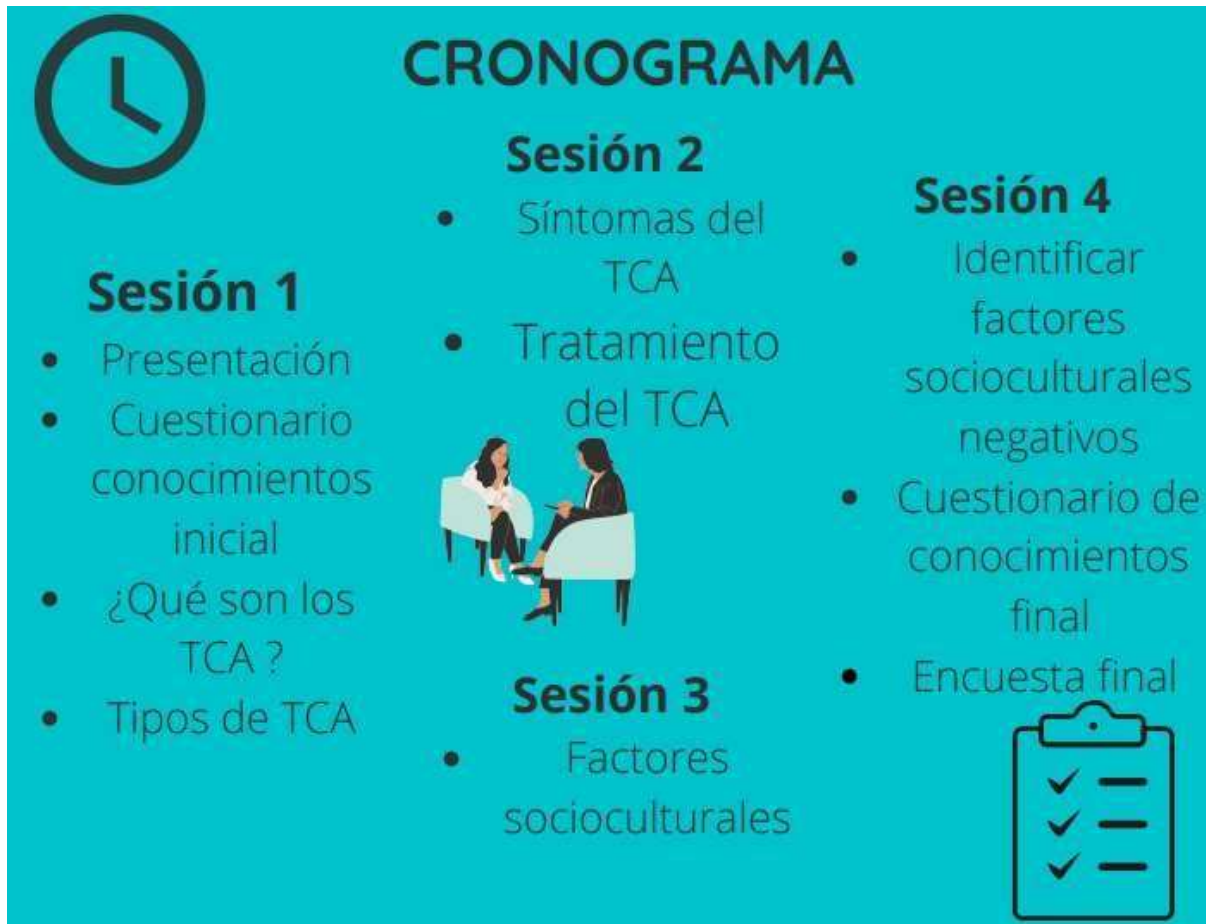 CRONOGRAMA
Sesión 1
• Presentación
• Cuestionario
conocimientos
inicial
• ¿Qué son los
TCA ?
• Tipos de TCA
Sesión 2
• Síntomas del
TCA
• Tratamiento
del TCA
Sesión 3
• Factores
socioculturales
Sesión 4
• Identificar
factores
socioculturales
negativos
• Cuestionario de
conocimientos
final
• Encuesta final